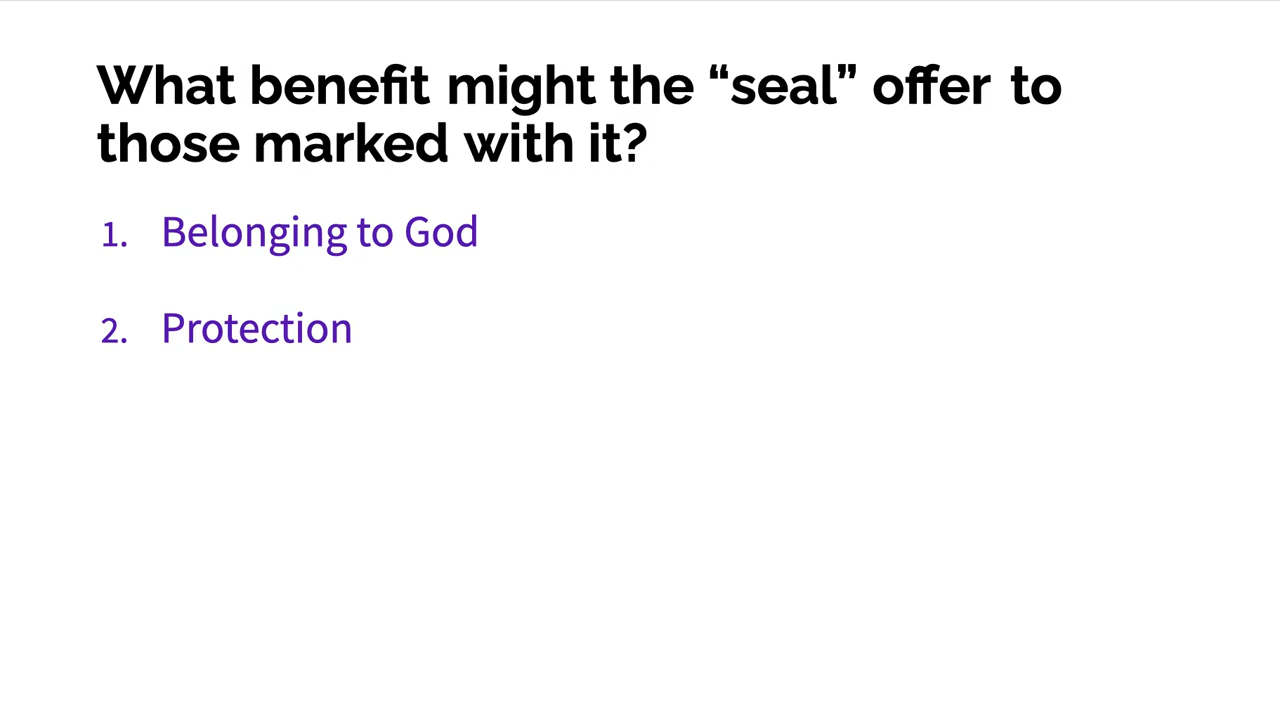 What benefit might the “seal” offer to
those marked with it?
1. Belonging to God
2. Protection